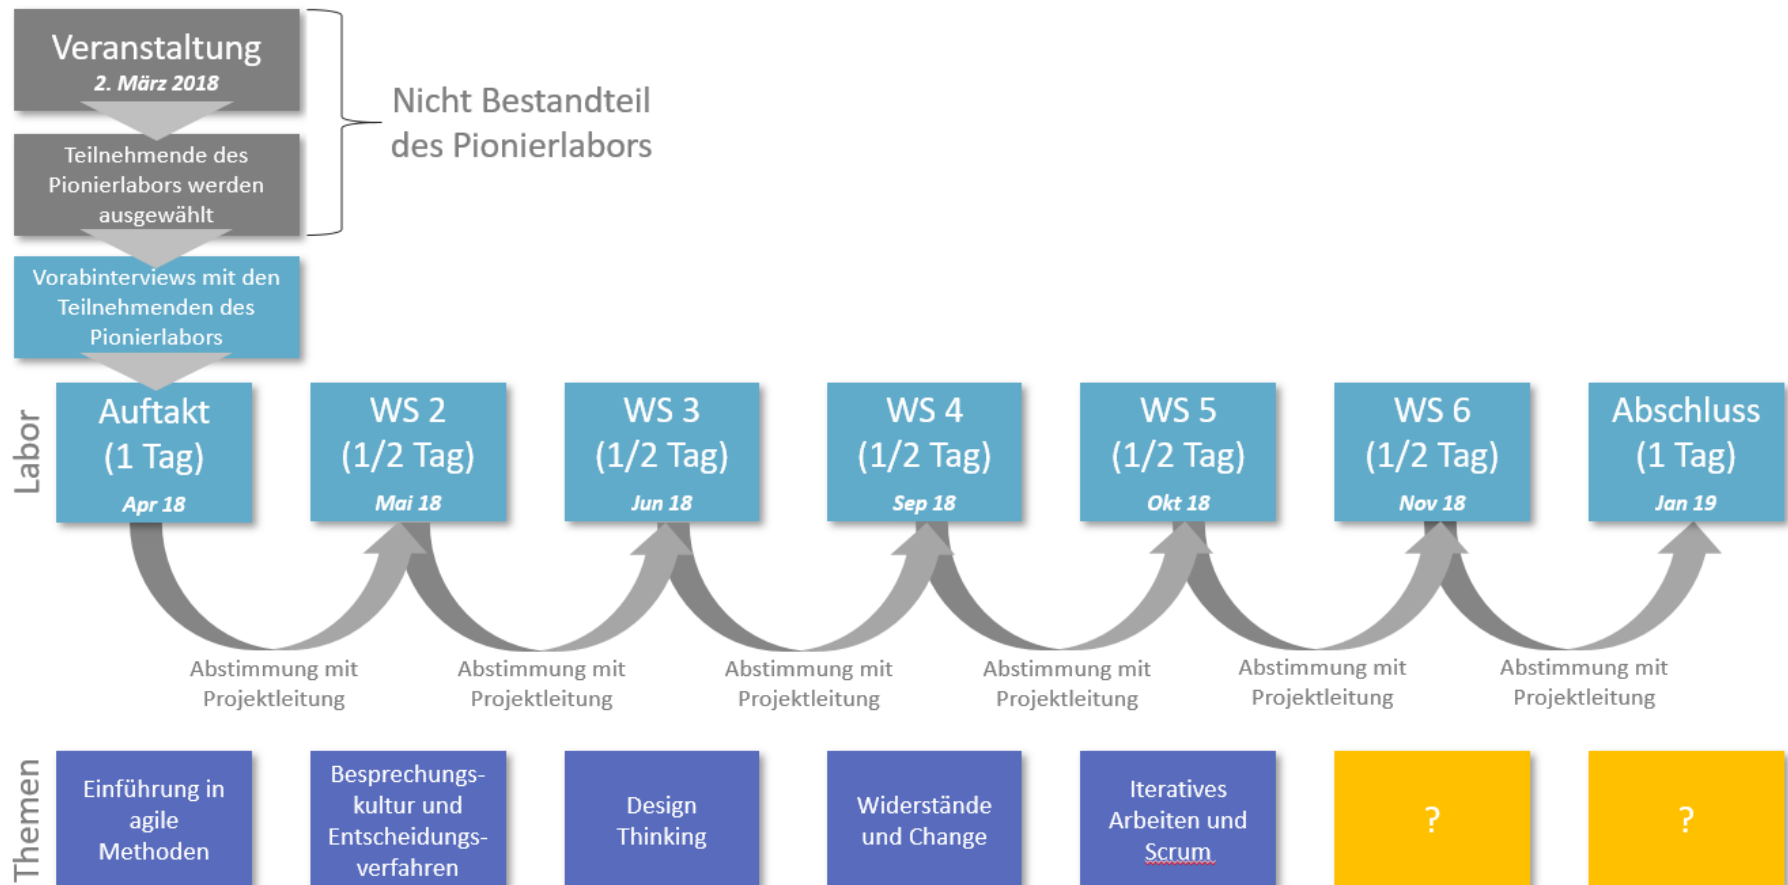 Veranstaltung
2. März 2018
Nicht Bestandteil
des Pionierlabors
Teilnehmende des
Pionierlabors werden
ausgewählt
Vorabinterviews mit den
Teilnehmenden des
Pionierlabors
Labor
Auftakt
(1 Tag)
Apr 18
WS 2
(1/2 Tag)
Mai 18
WS 3
(1/2 Tag)
Jun 18
WS 4
(1/2 Tag)
Sep 18
WS 5
(1/2 Tag)
Okt 18
WS 6
(1/2 Tag)
Nov 18
Abschluss
(1 Tag)
Jan 19
Abstimmung mit
Projektleitung
Abstimmung mit
Projektleitung
Abstimmung mit
Projektleitung
Abstimmung mit
Projektleitung
Abstimmung mit
Projektleitung
Abstimmung mit
Projektleitung
Themen
Einführung in
agile
Methoden
Besprechungs-
kultur und
Entscheidungs-
verfahren
Design
Thinking
Widerstände
und Change
Iteratives
Arbeiten und
Scrum
?
?